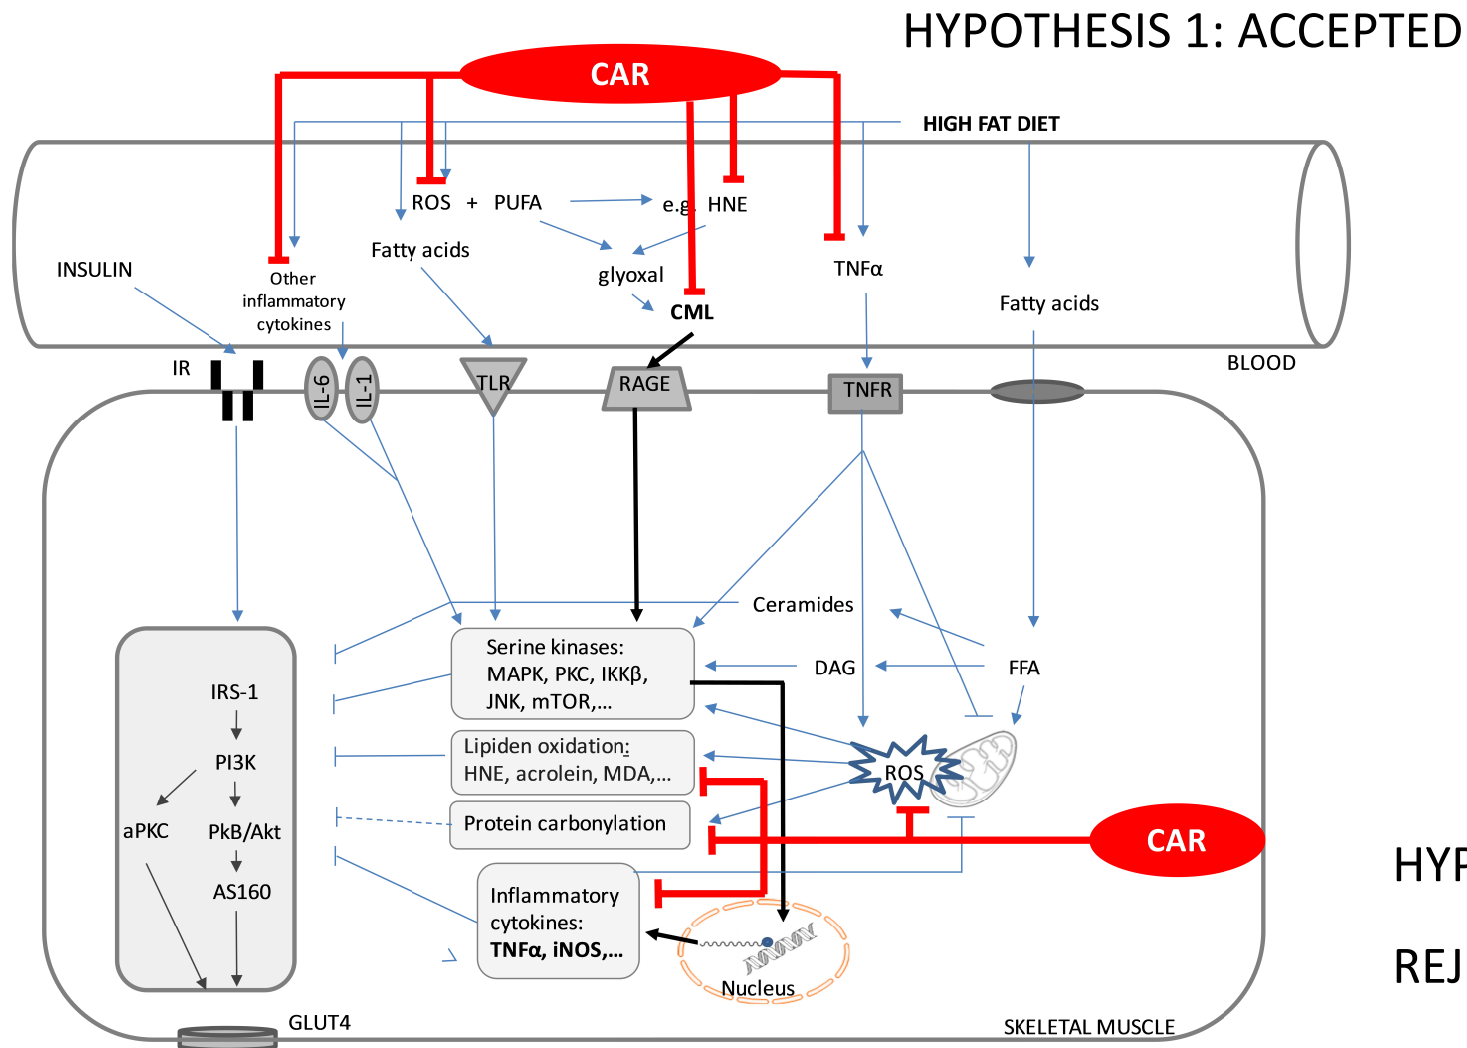 HYPOTHESIS 1: ACCEPTED
CAR
HIGH FAT DIET
ROS + PUFA
e.g. HNE
Fatty acids
INSULIN
Other
inflammatory
cytokines
glyoxal
TNFα
CML
Fatty acids
BLOOD
IR
IL-6
IL-1
TLR
RAGE
TNFR
Ceramides
Serine kinases:
MAPK, PKC, IKKβ,
JNK, mTOR,...
DAG
FFA
IRS-1
PI3K
aPKC
PkB/Akt
AS160
Lipiden oxidation:
HNE, acrolein, MDA,...
ROS
Protein carbonylation
CAR
Inflammatory
cytokines:
TNFα, iNOS,...
Nucleus
GLUT4
SKELETAL MUSCLE
HYP
REJ